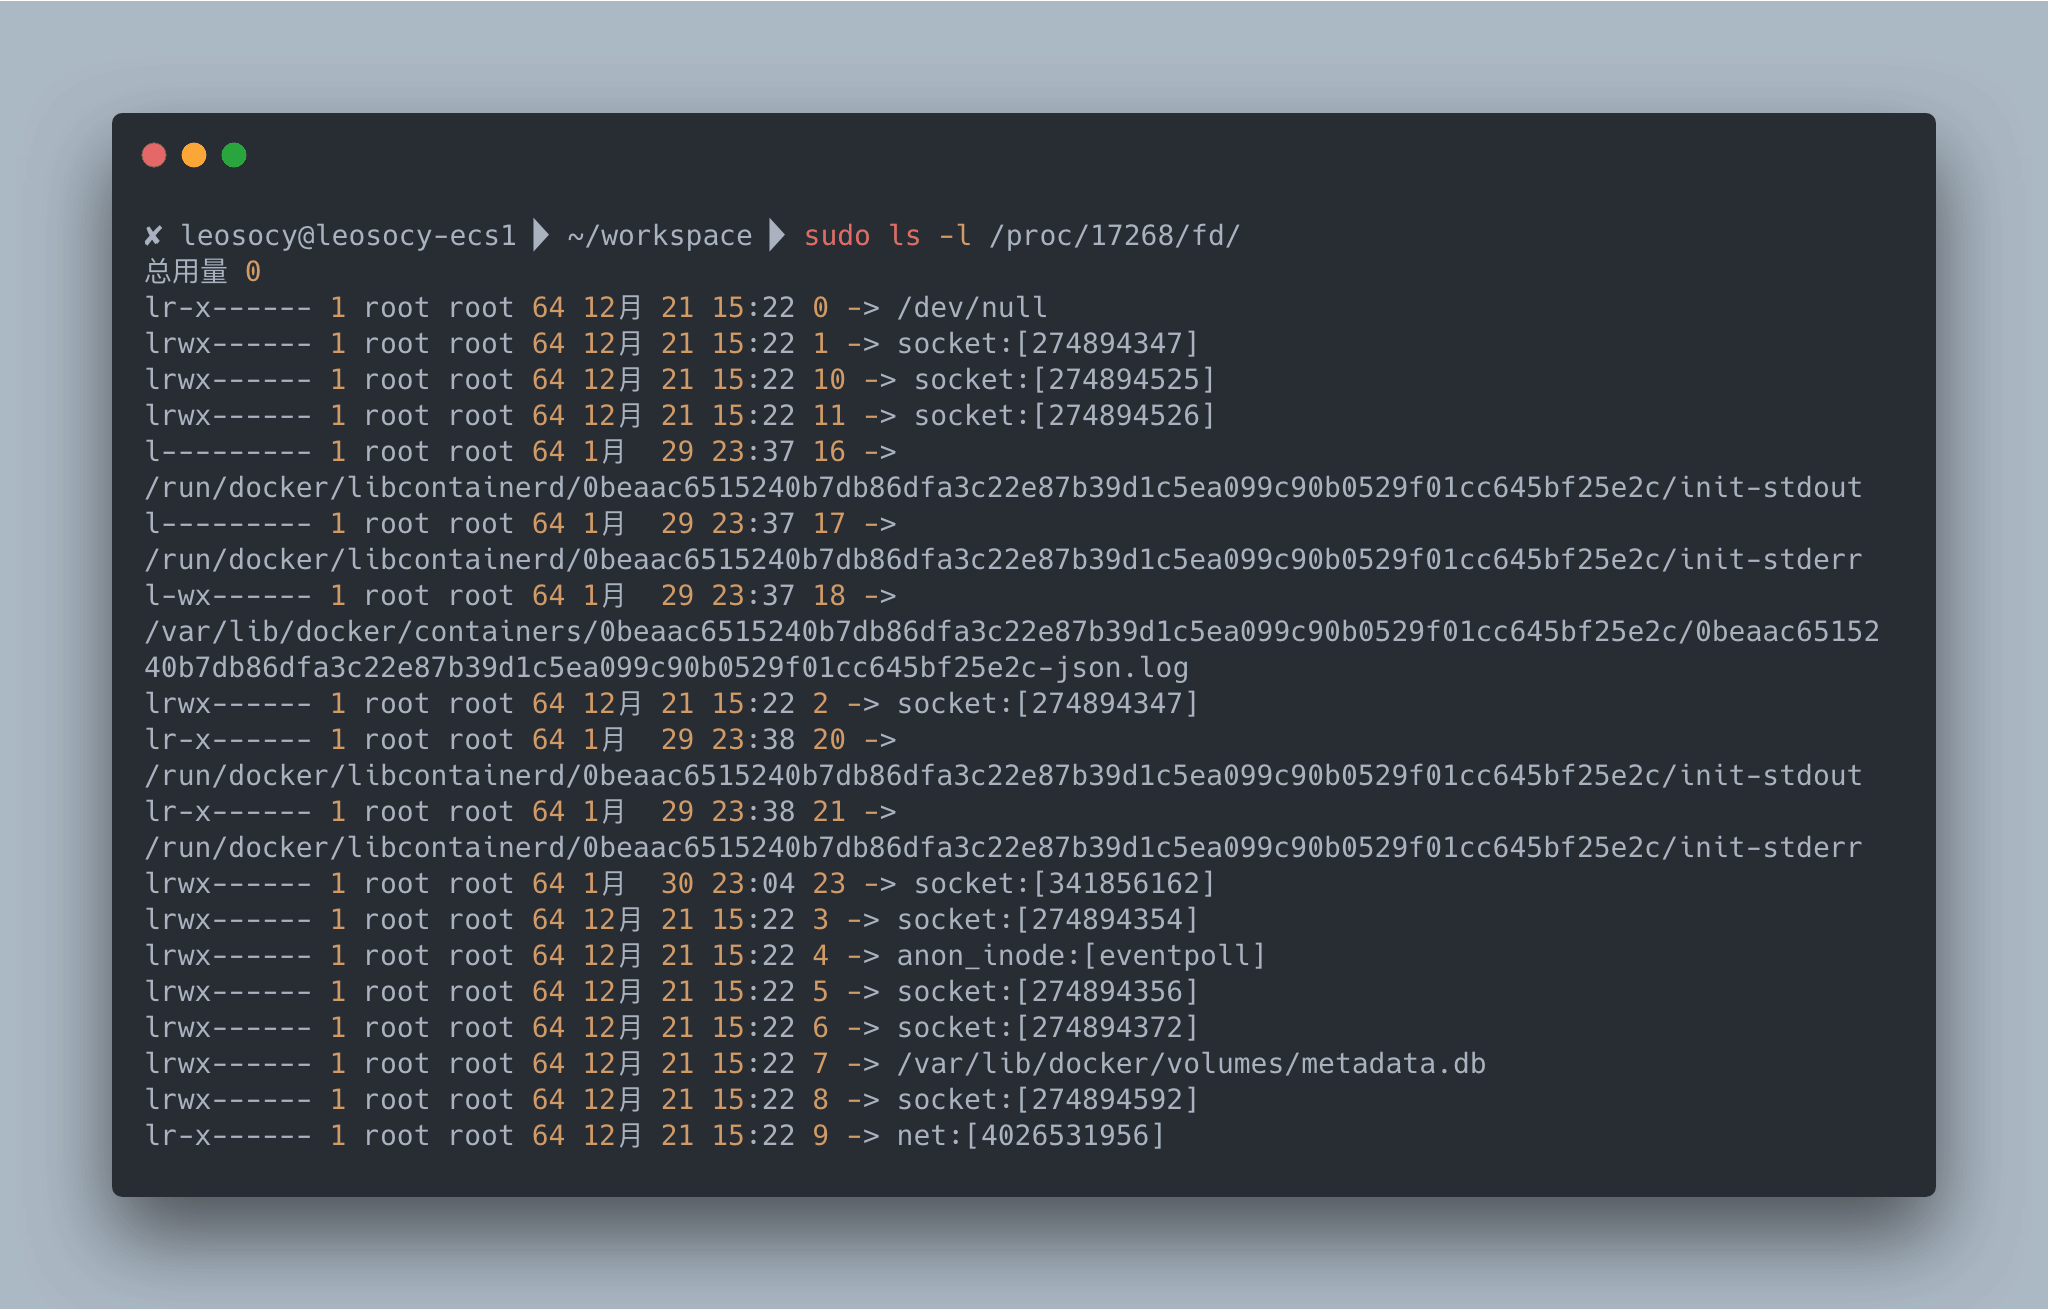 ✘ leosocy@leosocy-ecs1 ~/workspace sudo ls -l /proc/17268/fd/
总用量 0
lr-x------ 1 root root 64 12月 21 15:22 0 -> /dev/null
lrwx------ 1 root root 64 12月 21 15:22 1 -> socket:[274894347]
lrwx------ 1 root root 64 12月 21 15:22 10 -> socket:[274894525]
lrwx------ 1 root root 64 12月 21 15:22 11 -> socket:[274894526]
l--------- 1 root root 64 1月  29 23:37 16 ->
/run/docker/libcontainerd/0beaac6515240b7db86dfa3c22e87b39d1c5ea099c90b0529f01cc645bf25e2c/init-stdout
l--------- 1 root root 64 1月  29 23:37 17 ->
/run/docker/libcontainerd/0beaac6515240b7db86dfa3c22e87b39d1c5ea099c90b0529f01cc645bf25e2c/init-stderr
l-wx------ 1 root root 64 1月  29 23:37 18 ->
/var/lib/docker/containers/0beaac6515240b7db86dfa3c22e87b39d1c5ea099c90b0529f01cc645bf25e2c/0beaac65152
40b7db86dfa3c22e87b39d1c5ea099c90b0529f01cc645bf25e2c-json.log
lrwx------ 1 root root 64 12月 21 15:22 2 -> socket:[274894347]
lr-x------ 1 root root 64 1月  29 23:38 20 ->
/run/docker/libcontainerd/0beaac6515240b7db86dfa3c22e87b39d1c5ea099c90b0529f01cc645bf25e2c/init-stdout
lr-x------ 1 root root 64 1月  29 23:38 21 ->
/run/docker/libcontainerd/0beaac6515240b7db86dfa3c22e87b39d1c5ea099c90b0529f01cc645bf25e2c/init-stderr
lrwx------ 1 root root 64 1月  30 23:04 23 -> socket:[341856162]
lrwx------ 1 root root 64 12月 21 15:22 3 -> socket:[274894354]
lrwx------ 1 root root 64 12月 21 15:22 4 -> anon_inode:[eventpoll]
lrwx------ 1 root root 64 12月 21 15:22 5 -> socket:[274894356]
lrwx------ 1 root root 64 12月 21 15:22 6 -> socket:[274894372]
lrwx------ 1 root root 64 12月 21 15:22 7 -> /var/lib/docker/volumes/metadata.db
lrwx------ 1 root root 64 12月 21 15:22 8 -> socket:[274894592]
lr-x------ 1 root root 64 12月 21 15:22 9 -> net:[4026531956]